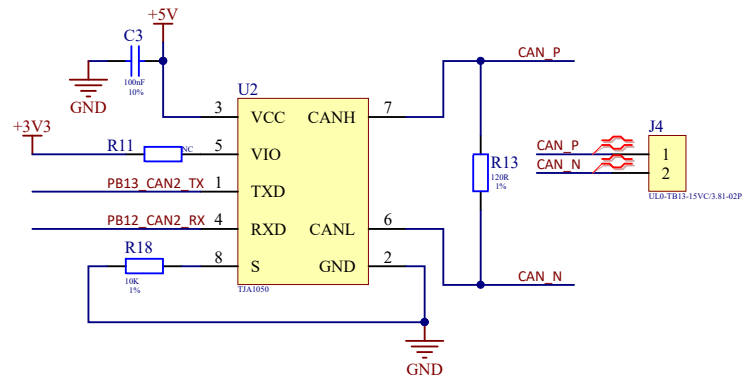 +5V
C3
100nF
10%
GND
+3V3
R11
NC
PB13_CAN2_TX
PB12_CAN2_RX
R18
10K
1%
U2
3 VCC CANH 7
5 VIO
1 TXD
4 RXD CANL 6
8 S GND 2
TJA1050
GND
CAN_P
R13
120R
1%
CAN_N
J4
CAN_P 1
CAN_N 2
UL0-TB13-15VC/3.81-02P